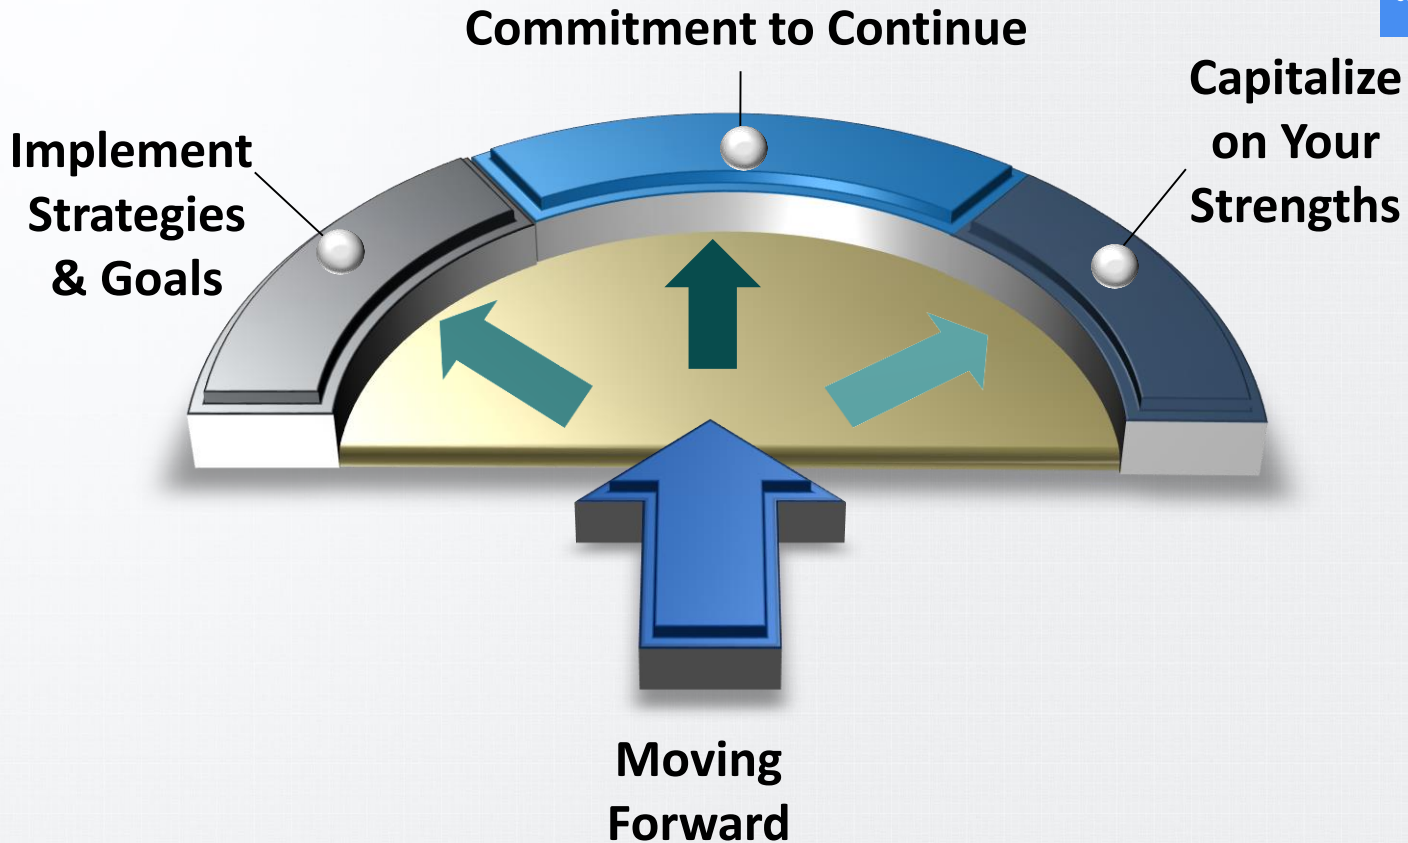 Commitment to Continue
Implement
Strategies
& Goals
Capitalize
on Your
Strengths
Moving
Forward